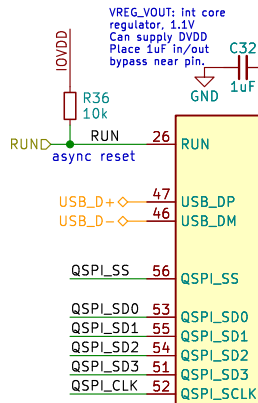 VREG_VOUT: int core
regulator, 1.1V
Can supply DVDD
Place 1uF in/out
bypass near pin.
IOVDD
C32
1uF
GND
R36
10k
RUN
RUN
26
RUN
async reset
USB_D+
47
USB_DP
USB_D-
46
USB_DM
QSPI_SS
56
QSPI_SS
QSPI_SD0
53
QSPI_SD0
QSPI_SD1
55
QSPI_SD1
QSPI_SD2
54
QSPI_SD2
QSPI_SD3
51
QSPI_SD3
QSPI_CLK
52
QSPI_SCLK